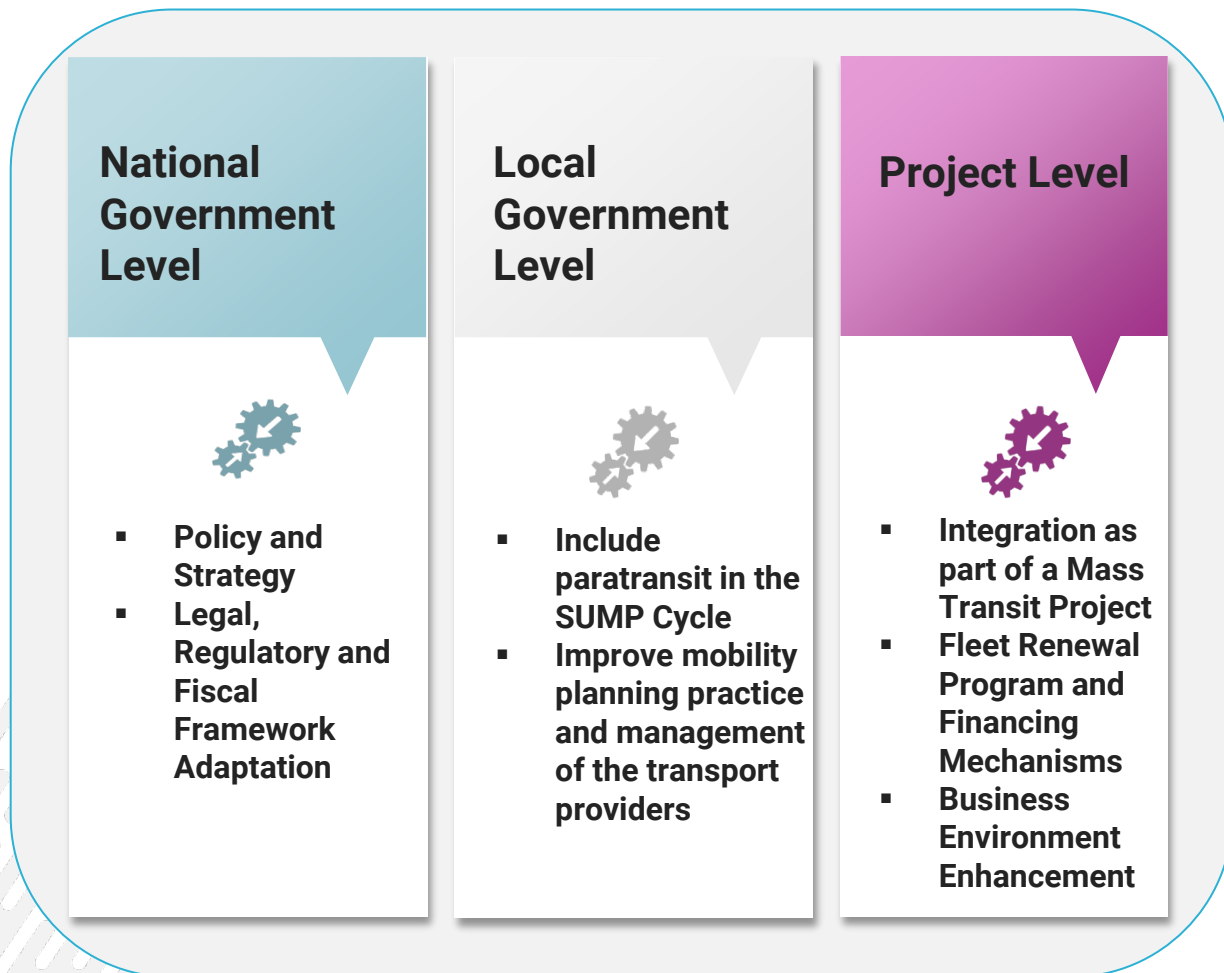 National
Government
Level
▪ Policy and
Strategy
▪ Legal,
Regulatory and
Fiscal
Framework
Adaptation
Local
Government
Level
▪ Include
paratransit in the
SUMP Cycle
▪ Improve mobility
planning practice
and management
of the transport
providers
Project Level
▪ Integration as
part of a Mass
Transit Project
▪ Fleet Renewal
Program and
Financing
Mechanisms
▪ Business
Environment
Enhancement